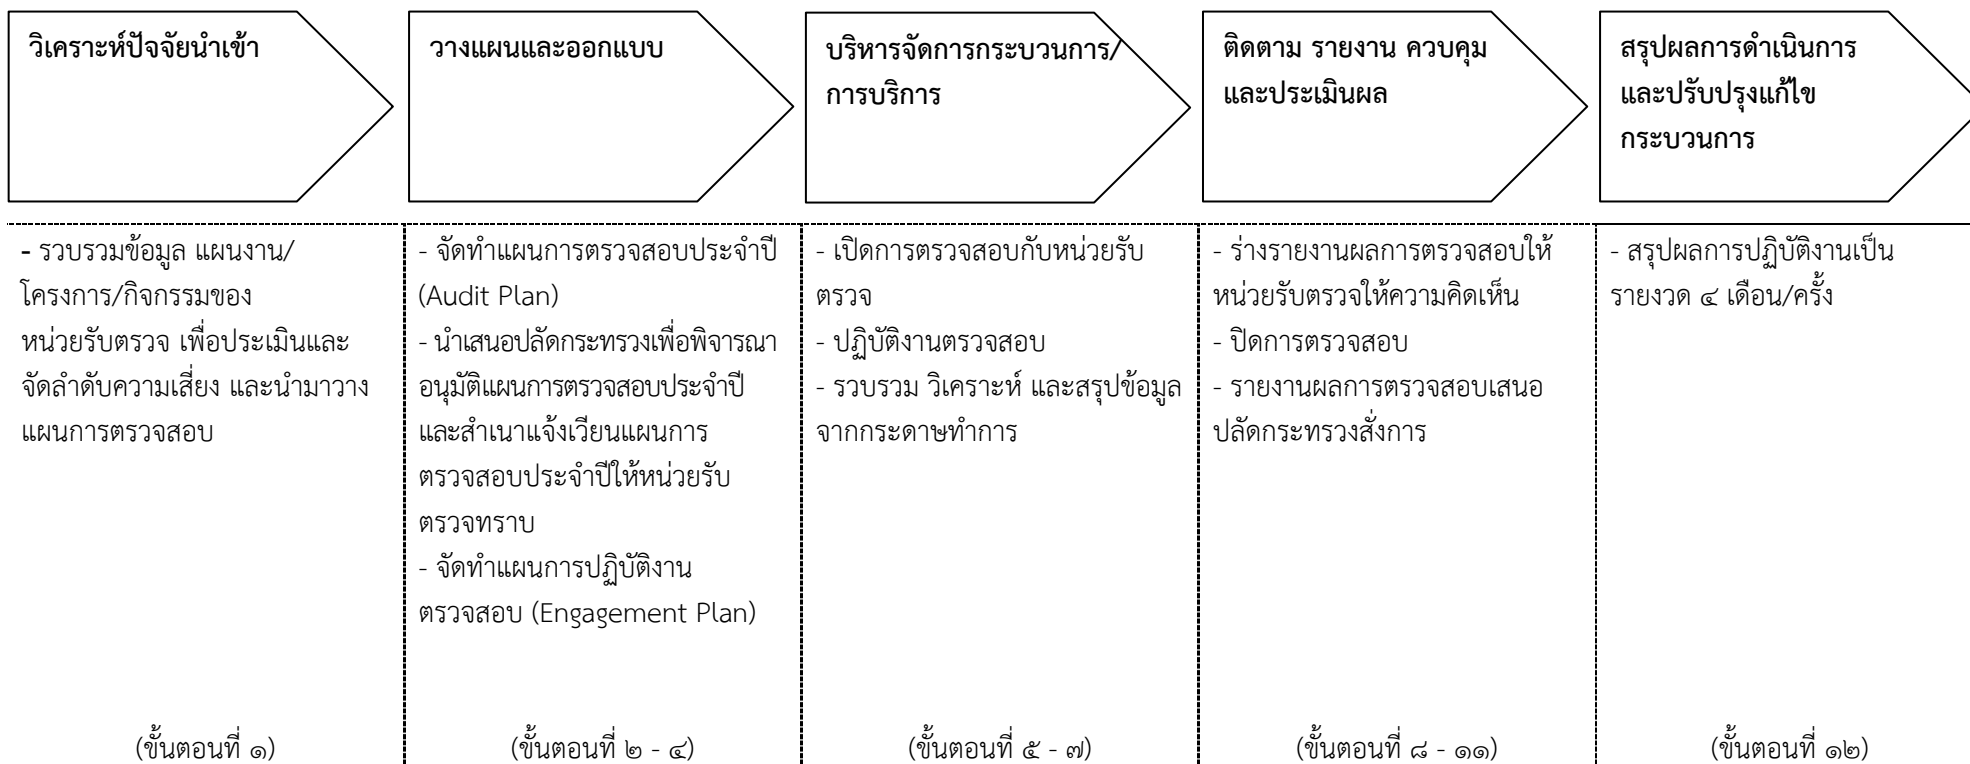 วิเคราะห์ปัจจัยนำเข้า
วางแผนและออกแบบ
บริหารจัดการกระบวนการ/
การบริการ
ติดตาม รายงาน ควบคุม
และประเมินผล
สรุปผลการดำเนินการ
และปรับปรุงแก้ไข
กระบวนการ
- รวบรวมข้อมูล แผนงาน/
โครงการ/กิจกรรมของ
หน่วยรับตรวจ เพื่อประเมินและ
จัดลำดับความเสี่ยง และนำมาวาง
แผนการตรวจสอบ
(ขั้นตอนที่ ๑)
- จัดทำแผนการตรวจสอบประจำปี
(Audit Plan)
- นำเสนอปลัดกระทรวงเพื่อพิจารณา
อนุมัติแผนการตรวจสอบประจำปี
และสำเนาแจ้งเวียนแผนการ
ตรวจสอบประจำปีให้หน่วยรับ
ตรวจทราบ
- จัดทำแผนการปฏิบัติงาน
ตรวจสอบ (Engagement Plan)
(ขั้นตอนที่ ๒ - ๔)
- เปิดการตรวจสอบกับหน่วยรับ
ตรวจ
- ปฏิบัติงานตรวจสอบ
- รวบรวม วิเคราะห์ และสรุปข้อมูล
จากกระดาษทำการ
(ขั้นตอนที่ ๕ - ๗)
- ร่างรายงานผลการตรวจสอบให้
หน่วยรับตรวจให้ความคิดเห็น
- ปิดการตรวจสอบ
- รายงานผลการตรวจสอบเสนอ
ปลัดกระทรวงสั่งการ
(ขั้นตอนที่ ๘ - ๑๑)
- สรุปผลการปฏิบัติงานเป็น
รายงวด ๔ เดือน/ครั้ง
(ขั้นตอนที่ ๑๒)